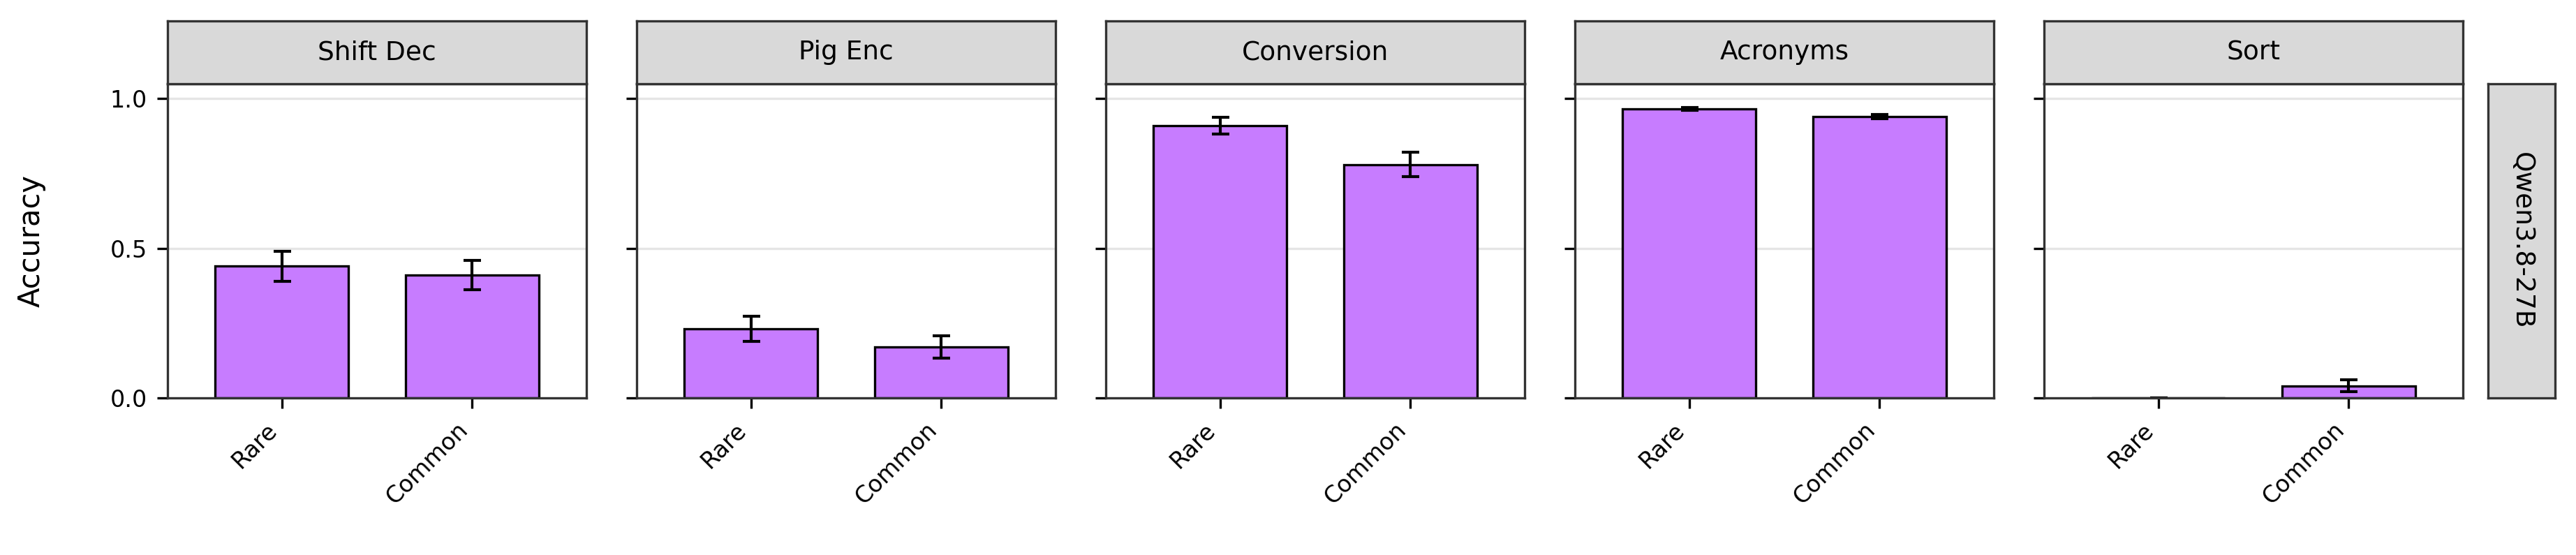 Shift Dec
Pig Enc
Conversion
Acronyms
Sort
Accuracy
1.0
0.5
0.0
Qwen3.8-27B
Rare
Common
Rare
Common
Rare
Common
Rare
Common
Rare
Common